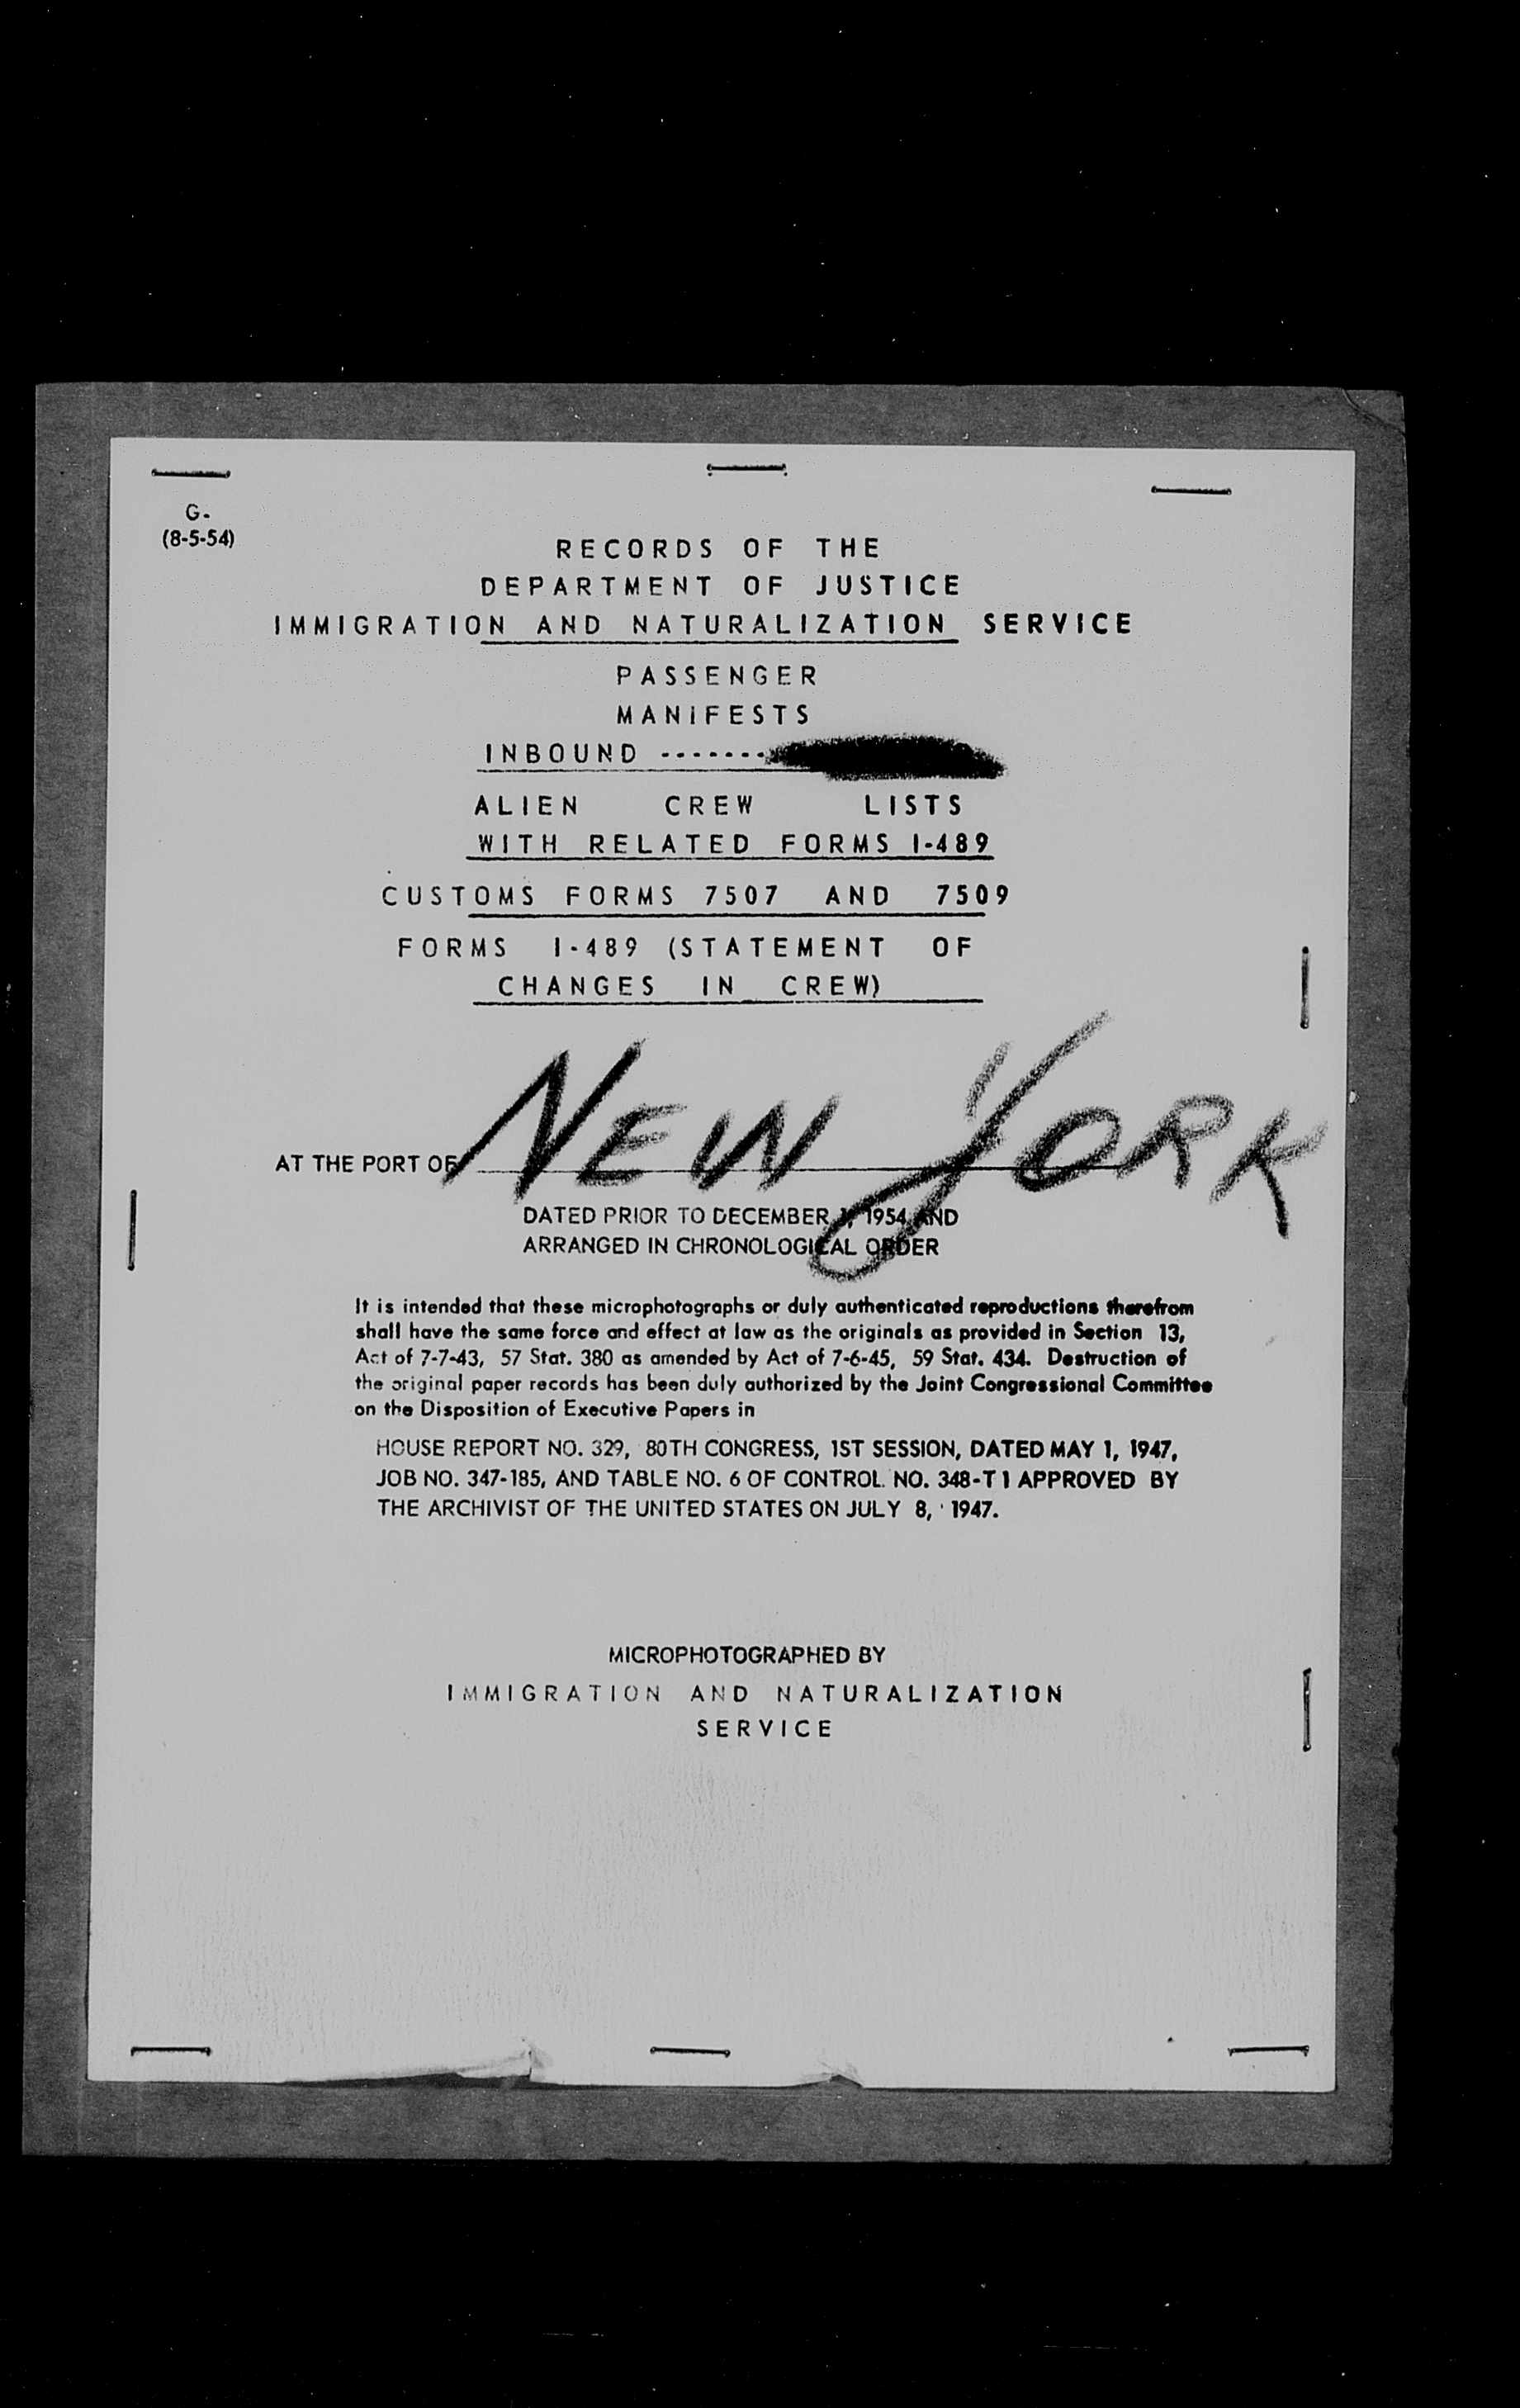 G-
(8-5-54)
RECORDS OF THE
DEPARTMENT OF JUSTICE
IMMIGRATION AND NATURALIZATION SERVICE
PASSENGER
MANIFESTS
INBOUND -------
ALIEN CREW LISTS
WITH RELATED FORMS I-489
CUSTOMS FORMS 7507 AND 7509
FORMS I-489 (STATEMENT OF
CHANGES IN CREW)
AT THE PORT OF NEW YORK
DATED PRIOR TO DECEMBER 1, 1954 AND
ARRANGED IN CHRONOLOGICAL ORDER
It is intended that these microphotographs or duly authenticated reproductions therefrom
shall have the same force and effect at law as the originals as provided in Section 13,
Act of 7-7-43, 57 Stat. 380 as amended by Act of 7-6-45, 59 Stat. 434. Destruction of
the original paper records has been duly authorized by the Joint Congressional Committee
on the Disposition of Executive Papers in
HOUSE REPORT NO. 329, 80TH CONGRESS, 1ST SESSION, DATED MAY 1, 1947,
JOB NO. 347-185, AND TABLE NO. 6 OF CONTROL NO. 348-T1 APPROVED BY
THE ARCHIVIST OF THE UNITED STATES ON JULY 8, 1947.
MICROPHOTOGRAPHED BY
IMMIGRATION AND NATURALIZATION
SERVICE